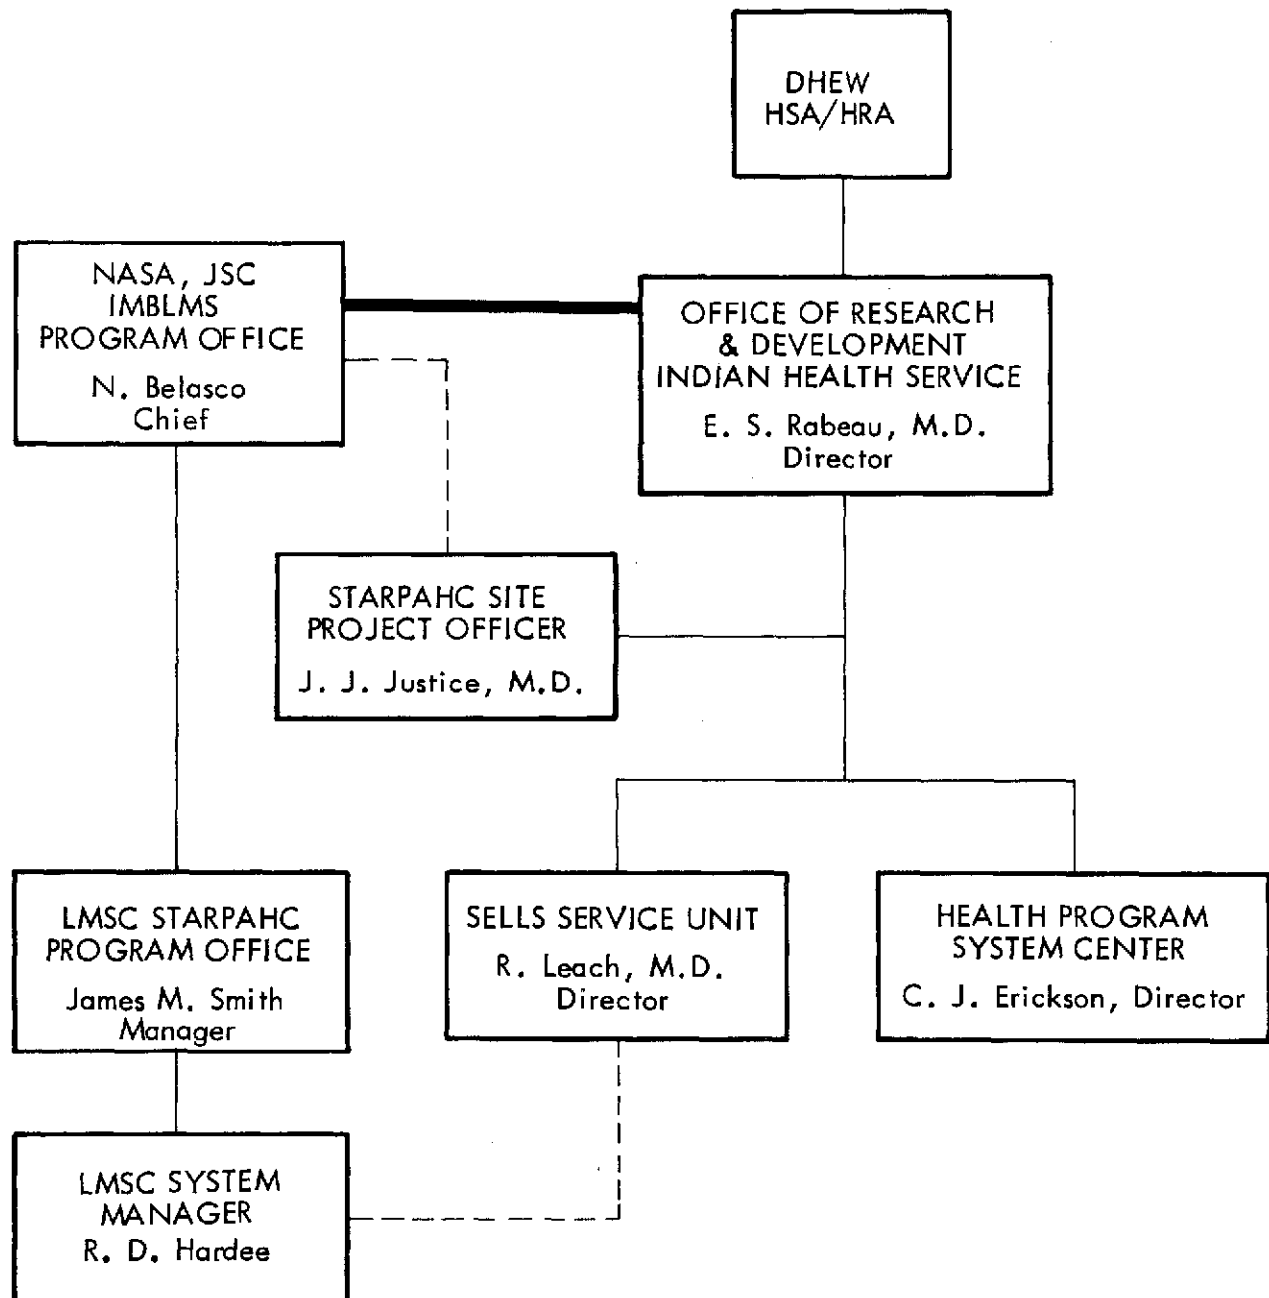 DHEW
HSA/HRA
NASA, JSC
IMBLMS
PROGRAM OFFICE
N. Belasco
Chief
OFFICE OF RESEARCH
& DEVELOPMENT
INDIAN HEALTH SERVICE
E. S. Rabeau, M.D.
Director
STARPAHC SITE
PROJECT OFFICER
J. J. Justice, M.D.
LMSC STARPAHC
PROGRAM OFFICE
James M. Smith
Manager
SELLS SERVICE UNIT
R. Leach, M.D.
Director
HEALTH PROGRAM
SYSTEM CENTER
C. J. Erickson, Director
LMSC SYSTEM
MANAGER
R. D. Hardee